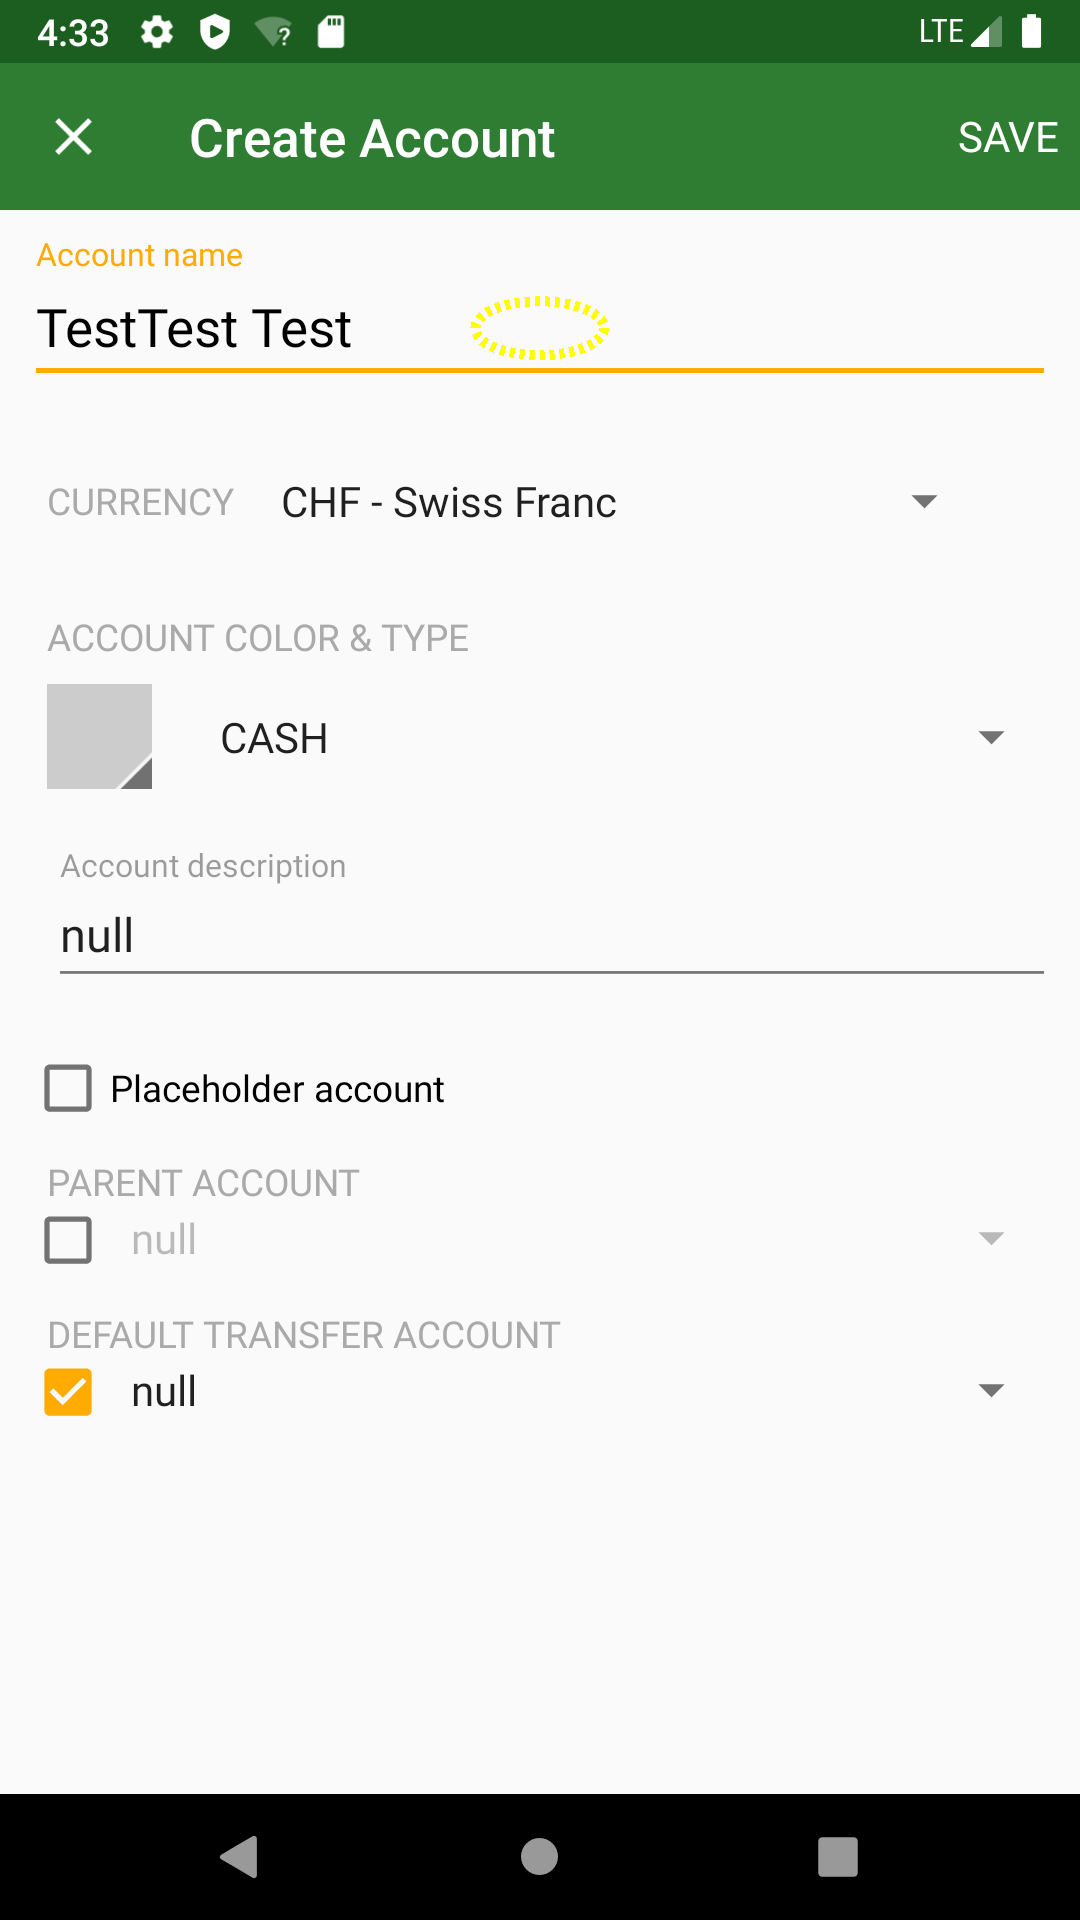 4:33 LTE
Create Account SAVE
Account name
TestTest Test
CURRENCY CHF - Swiss Franc
ACCOUNT COLOR & TYPE
CASH
Account description
null
Placeholder account
PARENT ACCOUNT
null
DEFAULT TRANSFER ACCOUNT
null